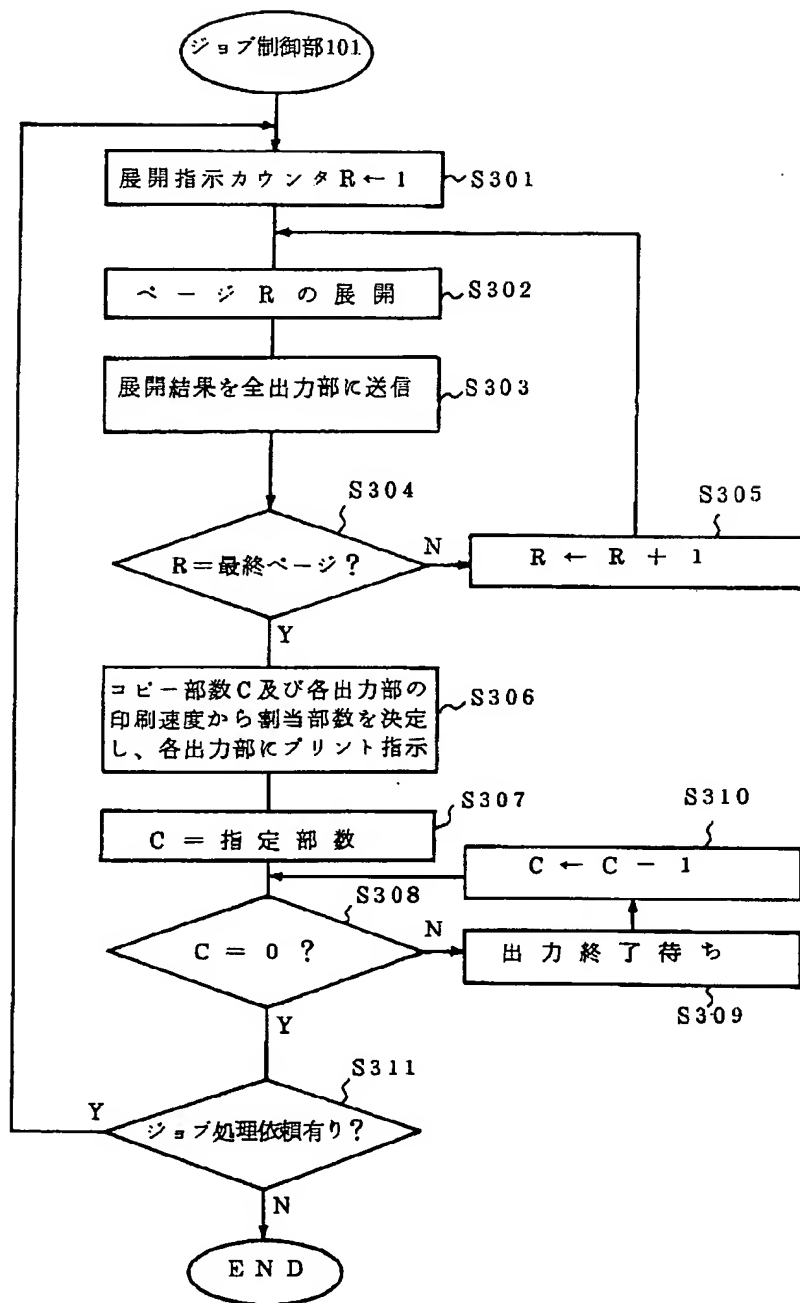 ジョブ制御部101
展開指示カウンタR←1
S301
ページRの展開
S302
展開結果を全出力部に送信
S303
S304
R=最終ページ?
N
Y
S305
R ← R + 1
コピー部数C及び各出力部の
印刷速度から割当部数を決定
し、各出力部にプリント指示
S306
S307
C = 指定部数
S310
C ← C - 1
S308
C = 0 ?
N
Y
出力終了待ち
S309
S311
ジョブ処理依頼有り?
Y
N
END